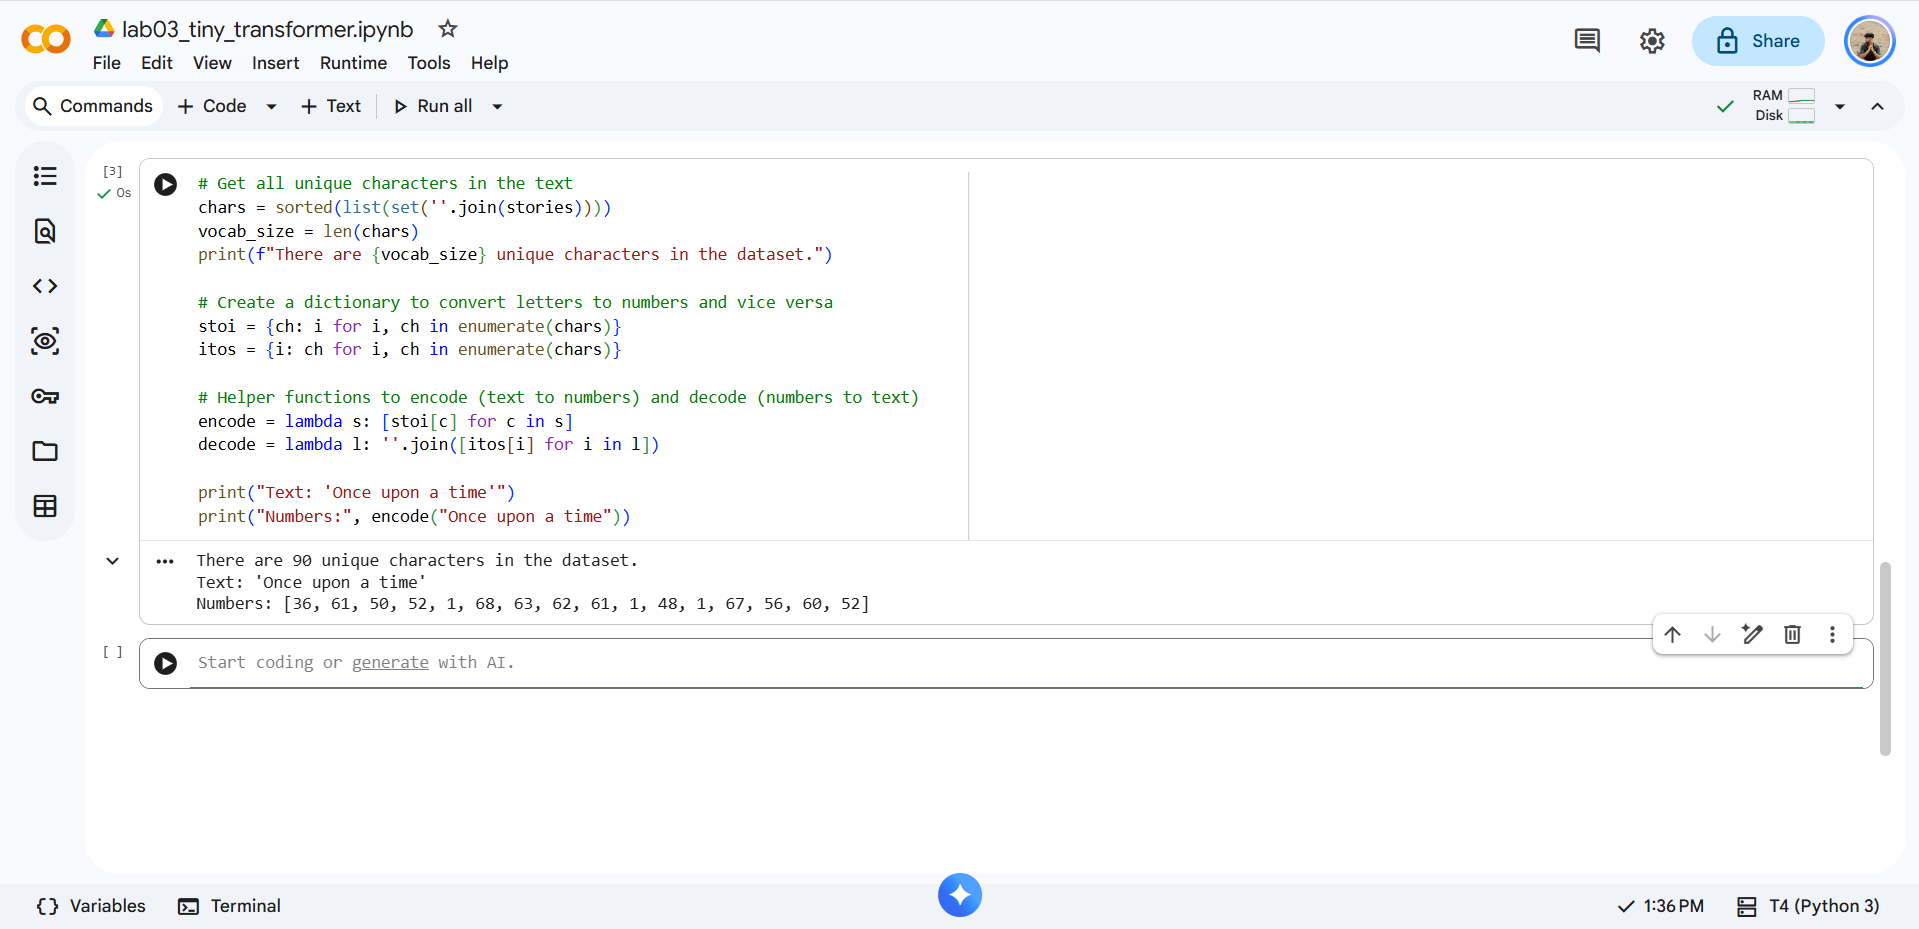 lab03_tiny_transformer.ipynb
File Edit View Insert Runtime Tools Help
Share
Commands + Code + Text Run all
RAM
Disk
[3]
0s
# Get all unique characters in the text
chars = sorted(list(set(''.join(stories))))
vocab_size = len(chars)
print(f"There are {vocab_size} unique characters in the dataset.")
# Create a dictionary to convert letters to numbers and vice versa
stoi = {ch: i for i, ch in enumerate(chars)}
itos = {i: ch for i, ch in enumerate(chars)}
# Helper functions to encode (text to numbers) and decode (numbers to text)
encode = lambda s: [stoi[c] for c in s]
decode = lambda l: ''.join([itos[i] for i in l])
print("Text: 'Once upon a time'")
print("Numbers:", encode("Once upon a time"))
There are 90 unique characters in the dataset.
Text: 'Once upon a time'
Numbers: [36, 61, 50, 52, 1, 68, 63, 62, 61, 1, 48, 1, 67, 56, 60, 52]
[ ]
Start coding or generate with AI.
Variables Terminal
1:36 PM T4 (Python 3)